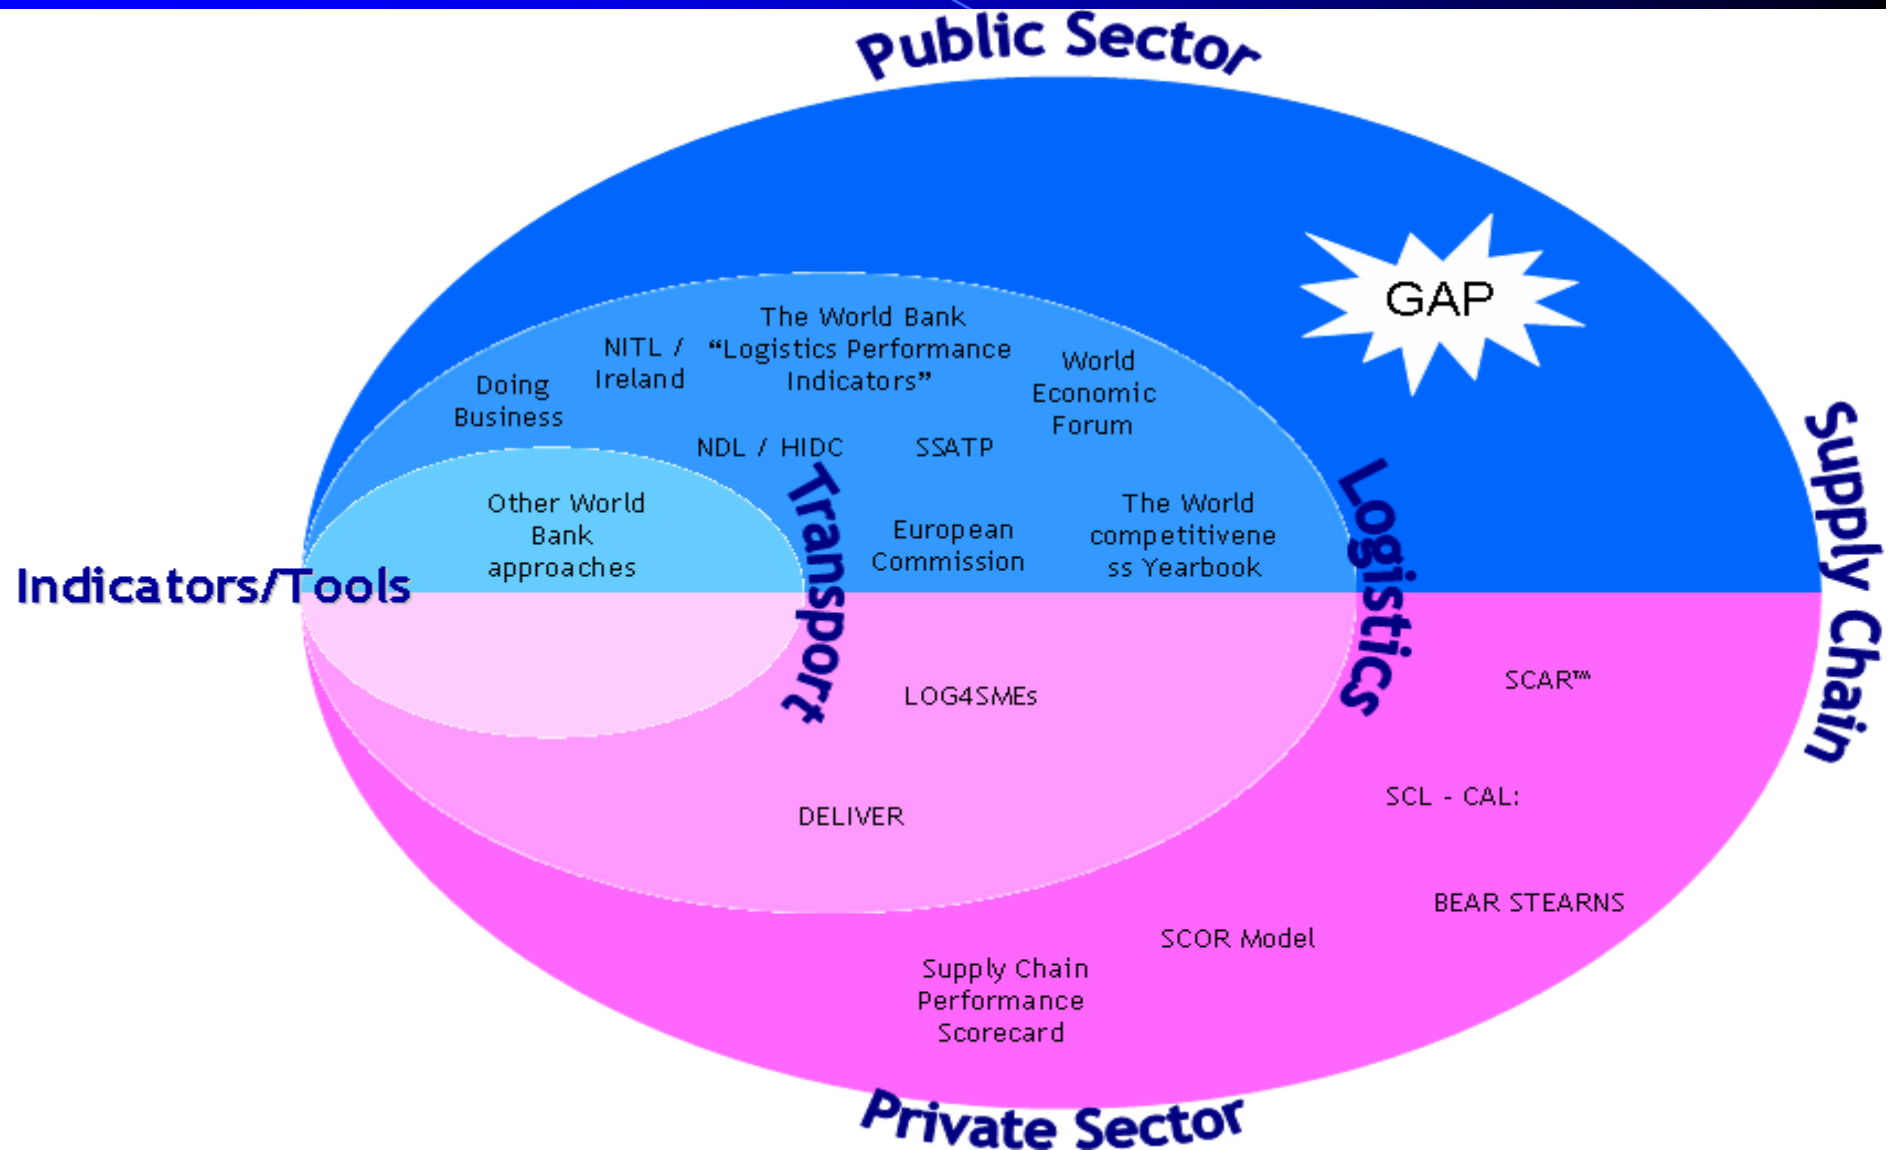 Public Sector
GAP
The World Bank
“Logistics Performance
Indicators”
NITL /
Ireland
World
Economic
Forum
Doing
Business
NDL / HIDC
SSATP
Other World
Bank
approaches
European
Commission
The World
competitivene
ss Yearbook
Indicators/Tools
Transport
Logistics
Supply Chain
LOG4SMEs
SCAR™
DELIVER
SCL - CAL:
BEAR STEARNS
SCOR Model
Supply Chain
Performance
Scorecard
Private Sector